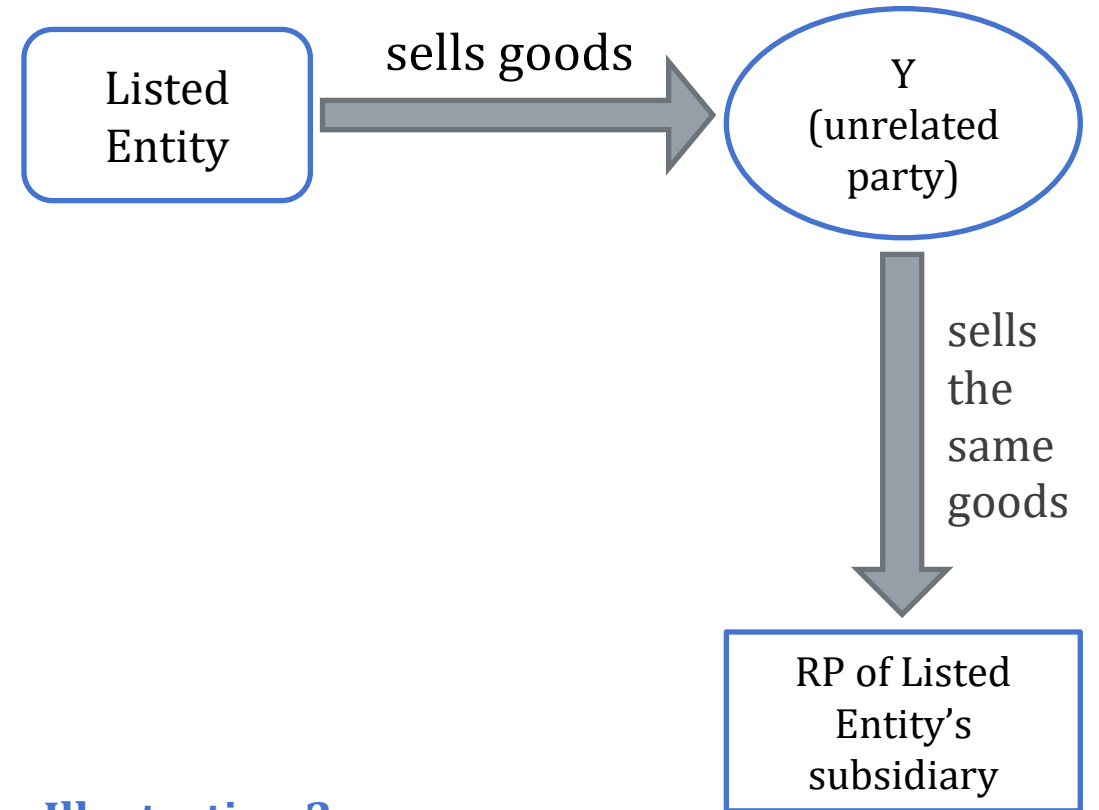 Listed
Entity
sells goods
Y
(unrelated
party)
sells
the
same
goods
RP of Listed
Entity’s
subsidiary